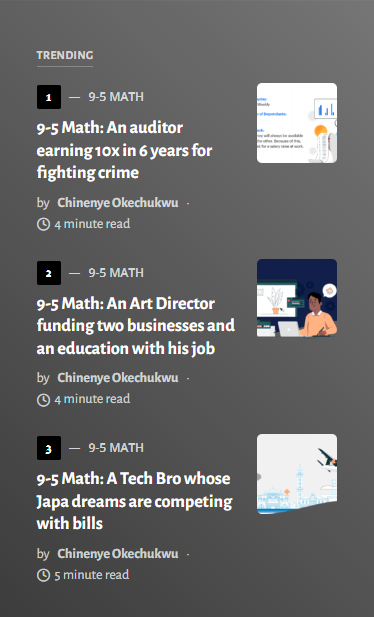 TRENDING
1 — 9-5 MATH
9-5 Math: An auditor
earning 10x in 6 years for
fighting crime
by Chinenye Okechukwu ·
4 minute read
2 — 9-5 MATH
9-5 Math: An Art Director
funding two businesses and
an education with his job
by Chinenye Okechukwu ·
4 minute read
3 — 9-5 MATH
9-5 Math: A Tech Bro whose
Japa dreams are competing
with bills
by Chinenye Okechukwu ·
5 minute read